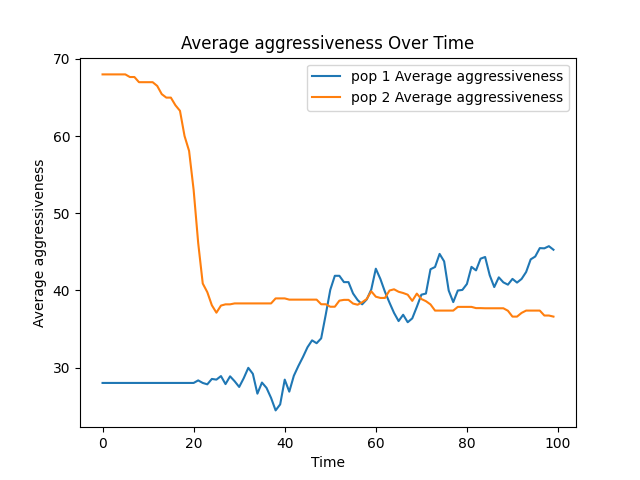 Average aggressiveness Over Time
pop 1 Average aggressiveness
pop 2 Average aggressiveness
Average aggressiveness
70
60
50
40
30
0 20 40 60 80 100
Time